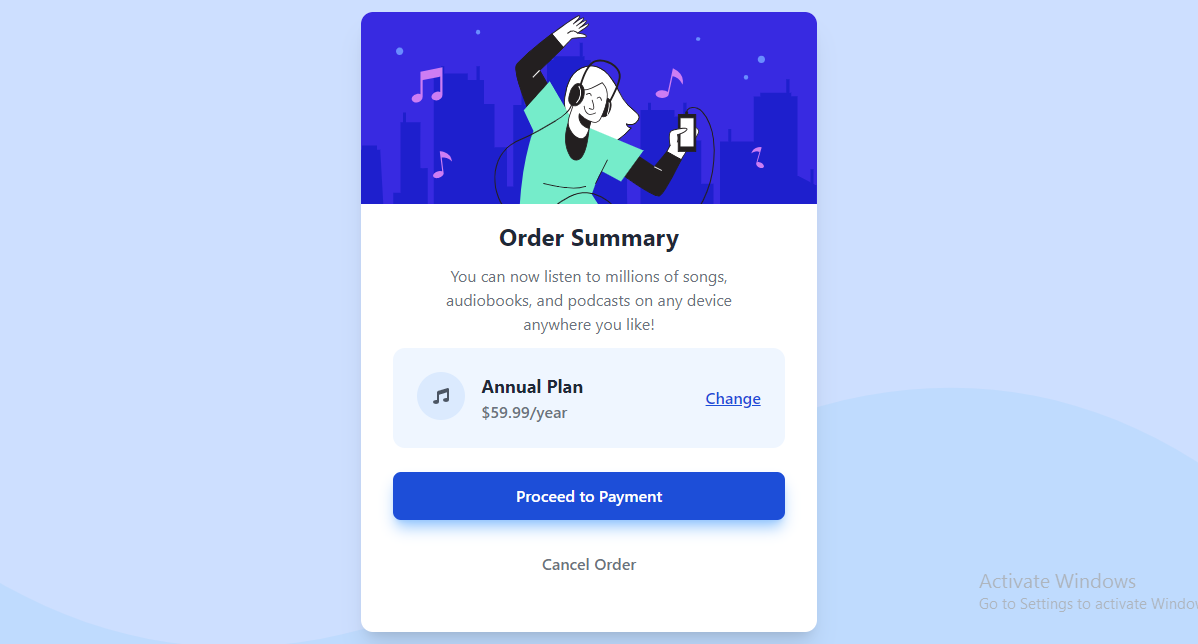 Order Summary
You can now listen to millions of songs,
audiobooks, and podcasts on any device
anywhere you like!
Annual Plan
$59.99/year
Change
Proceed to Payment
Cancel Order
Activate Windows
Go to Settings to activate Windo